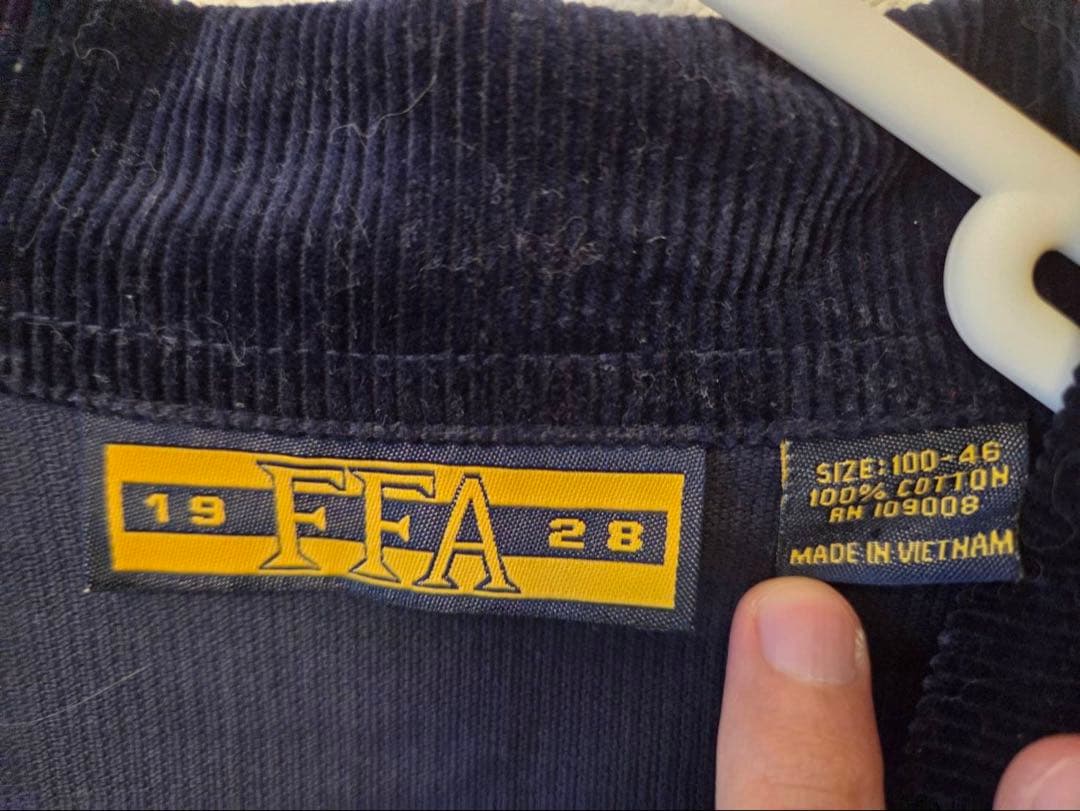 19 FFA 28
SIZE:100-46
100% COTTON
RN 109008
MADE IN VIETNAM